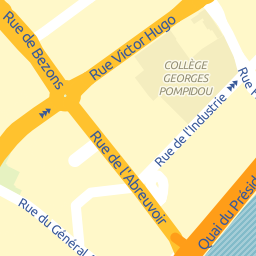 Rue de Bezons
Rue Victor Hugo
COLLÈGE
GEORGES
POMPIDOU
Rue de l'Industrie
Rue de l'Abreuvoir
Rue du Général
Quai du Présid